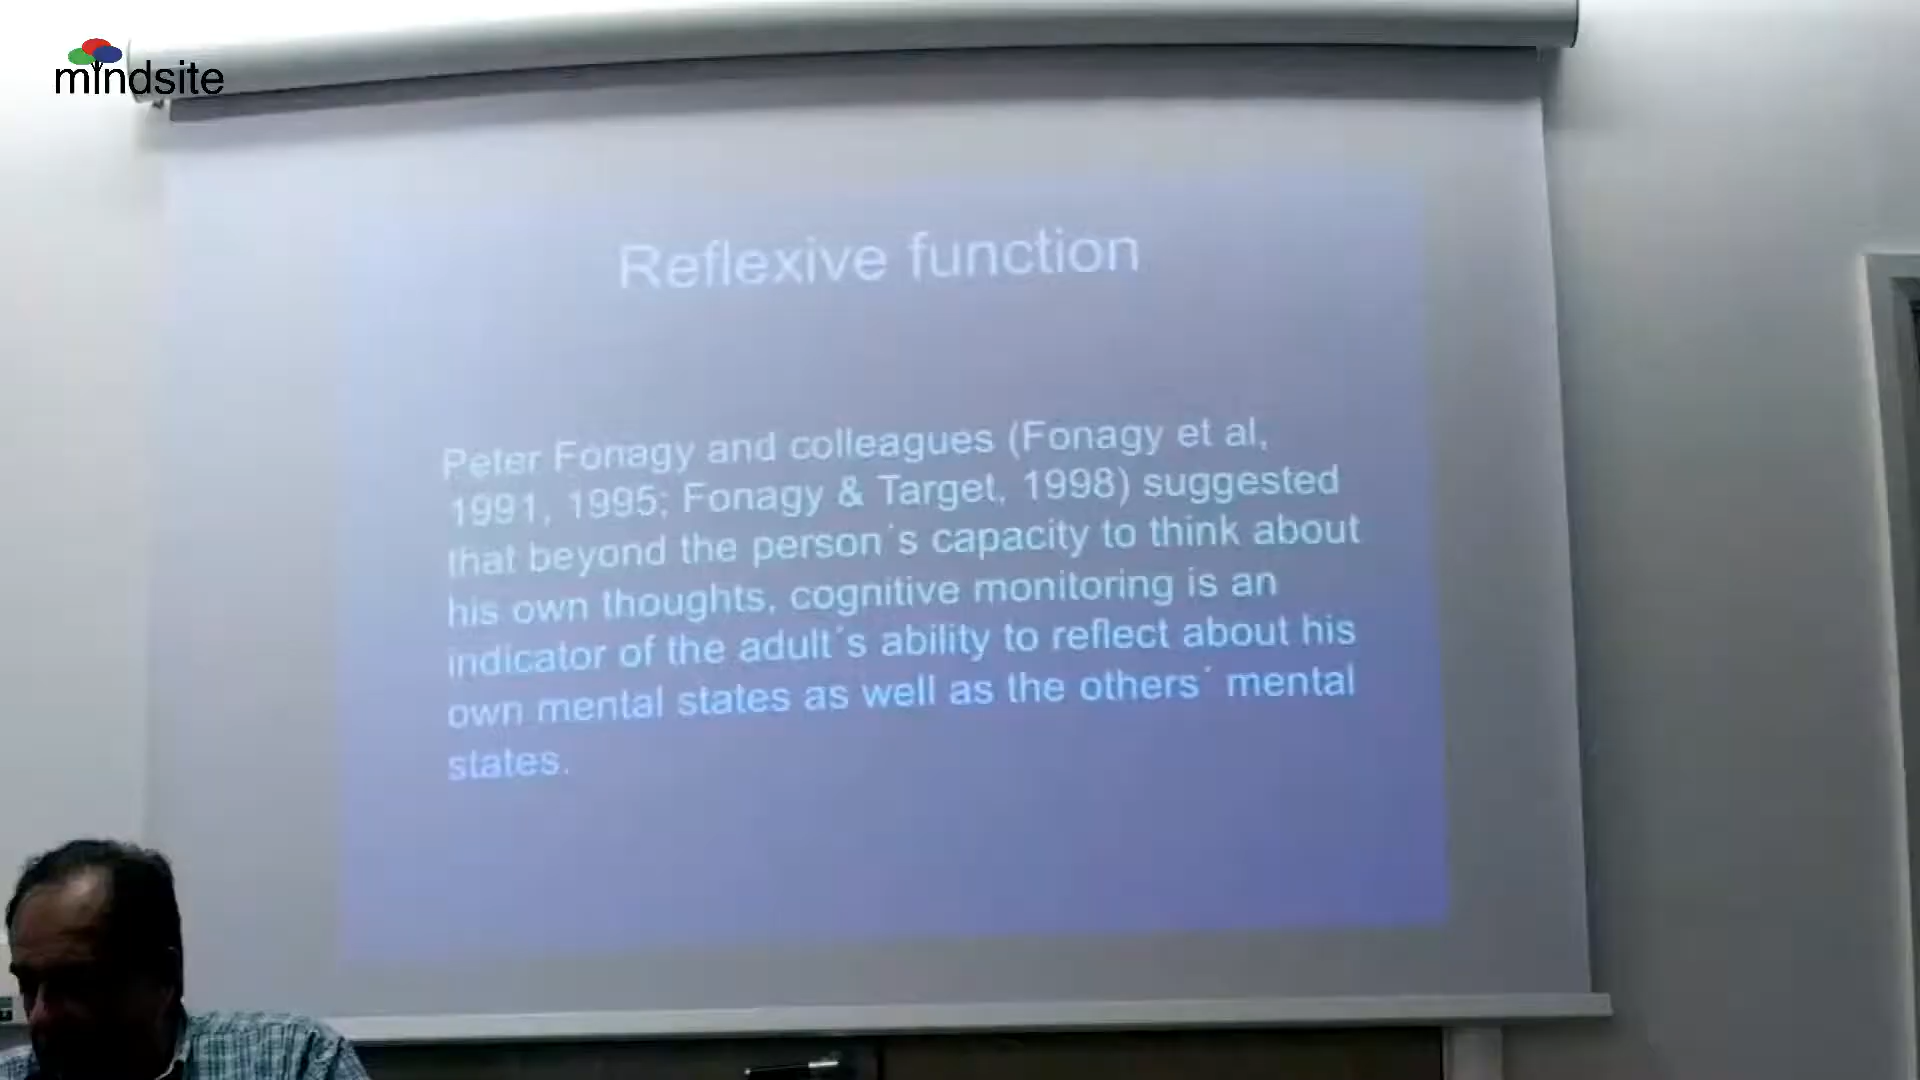 mindsite
Reflexive function
Peter Fonagy and colleagues (Fonagy et al,
1991, 1995; Fonagy & Target, 1998) suggested
that beyond the person´s capacity to think about
his own thoughts, cognitive monitoring is an
indicator of the adult´s ability to reflect about his
own mental states as well as the others´ mental
states.